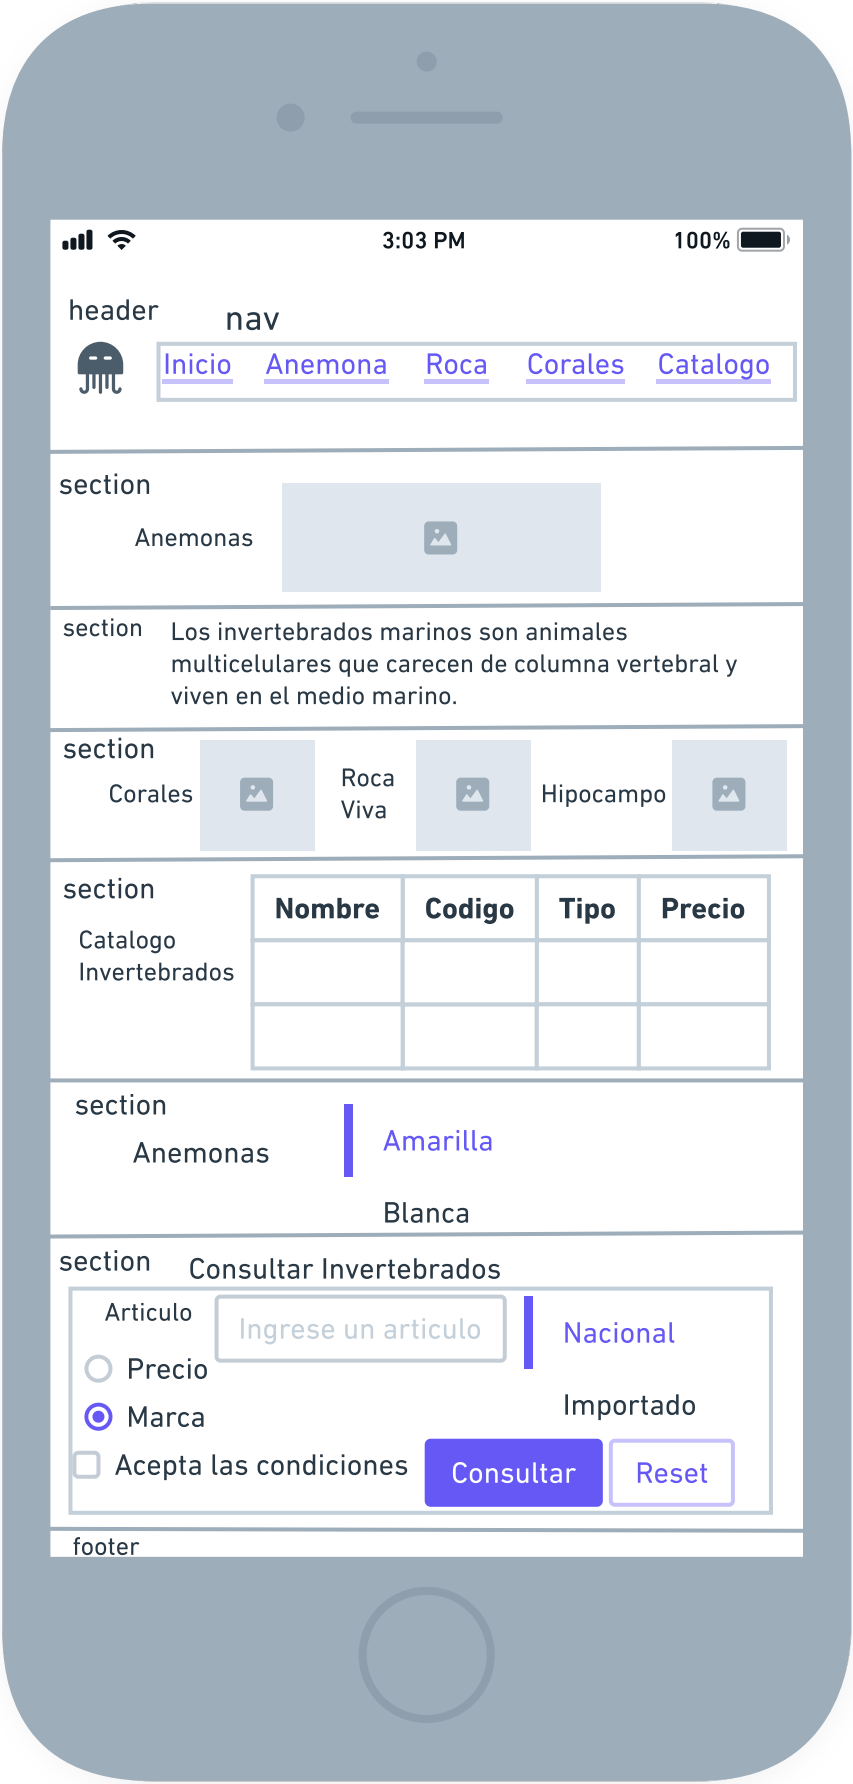 3:03 PM
100%
header
nav
Inicio Anemona Roca Corales Catalogo
section
Anemonas
section
Los invertebrados marinos son animales
multicelulares que carecen de columna vertebral y
viven en el medio marino.
section
Corales
Roca
Viva
Hipocampo
section
Catalogo
Invertebrados
Nombre Codigo Tipo Precio
section
Anemonas
Amarilla
Blanca
section
Consultar Invertebrados
Articulo
Ingrese un articulo
Nacional
Precio
Importado
Marca
Acepta las condiciones
Consultar
Reset
footer